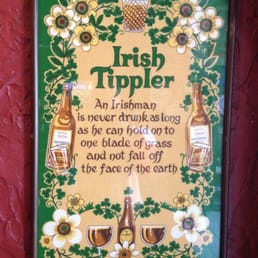 Irish
Tippler
An Irishman
is never drunk as long
as he can hold on to
one blade of grass
and not fall off
the face of the earth